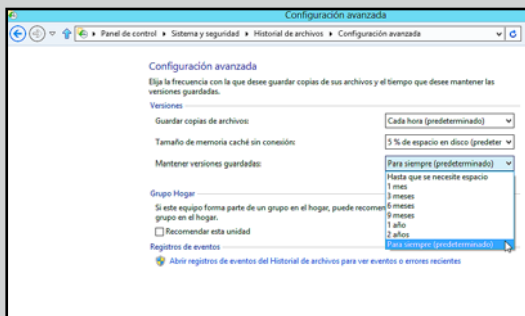 Configuración avanzada
Panel de control ▸ Sistema y seguridad ▸ Historial de archivos ▸ Configuración avanzada
Configuración avanzada
Elija la frecuencia con la que desee guardar copias de sus archivos y el tiempo que desee mantener las
versiones guardadas.
Versiones
Guardar copias de archivos: Cada hora (predeterminado)
Tamaño de memoria caché sin conexión: 5 % de espacio en disco (predeter
Mantener versiones guardadas: Para siempre (predeterminado)
Hasta que se necesite espacio
1 mes
3 meses
6 meses
9 meses
1 año
2 años
Para siempre (predeterminado)
Grupo Hogar
Si este equipo forma parte de un grupo en el hogar, puede recomen
grupo en el hogar.
Recomendar esta unidad
Registros de eventos
Abrir registros de eventos del Historial de archivos para ver eventos o errores recientes